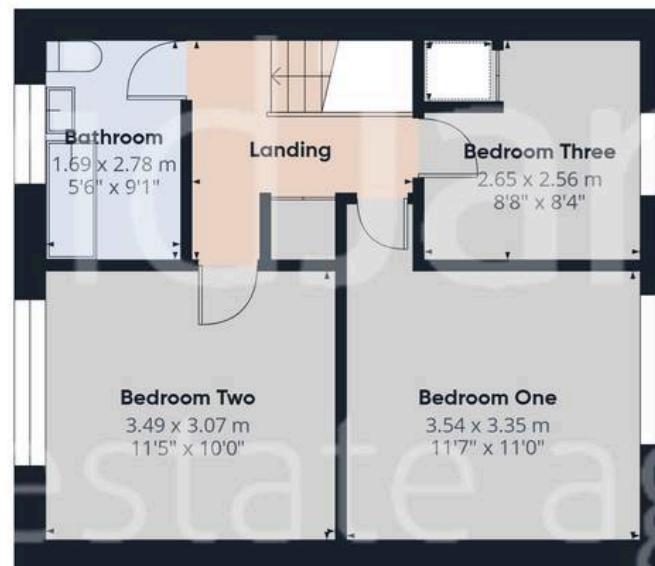 Bathroom
1.69 x 2.78 m
5'6" x 9'1"
Landing
Bedroom Three
2.65 x 2.56 m
8'8" x 8'4"
Bedroom Two
3.49 x 3.07 m
11'5" x 10'0"
Bedroom One
3.54 x 3.35 m
11'7" x 11'0"
estate ag